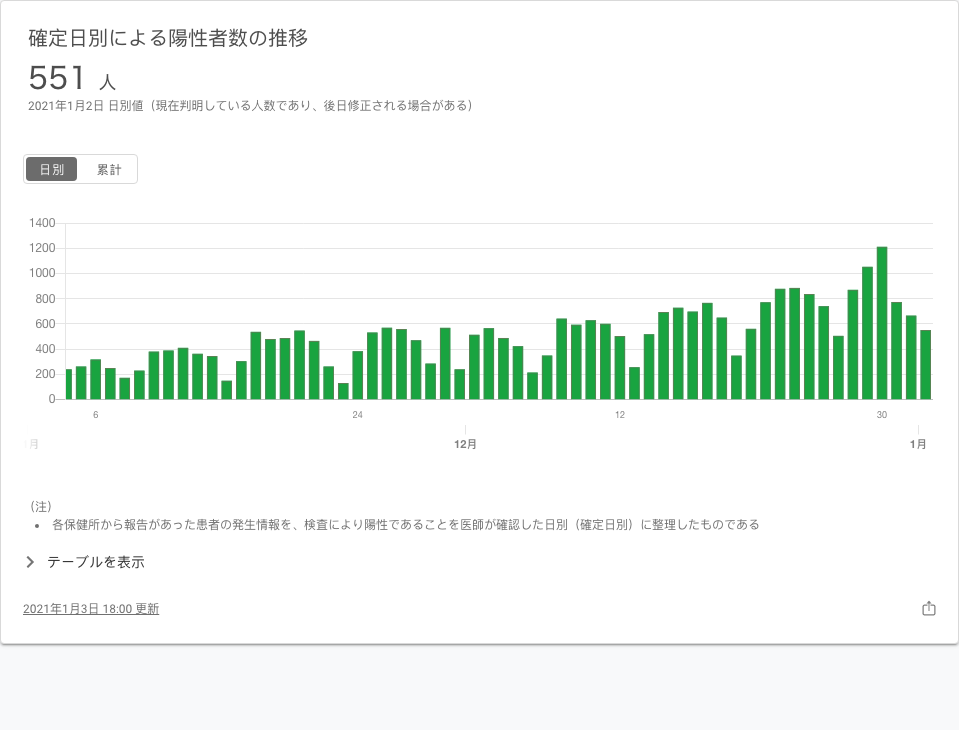 確定日別による陽性者数の推移
551 人
2021年1月2日 日別値（現在判明している人数であり、後日修正される場合がある）
日別 累計
1400
1200
1000
800
600
400
200
0
6 24 12 30
月 12月 1月
（注）
• 各保健所から報告があった患者の発生情報を、検査により陽性であることを医師が確認した日別（確定日別）に整理したものである
テーブルを表示
2021年1月3日 18:00 更新